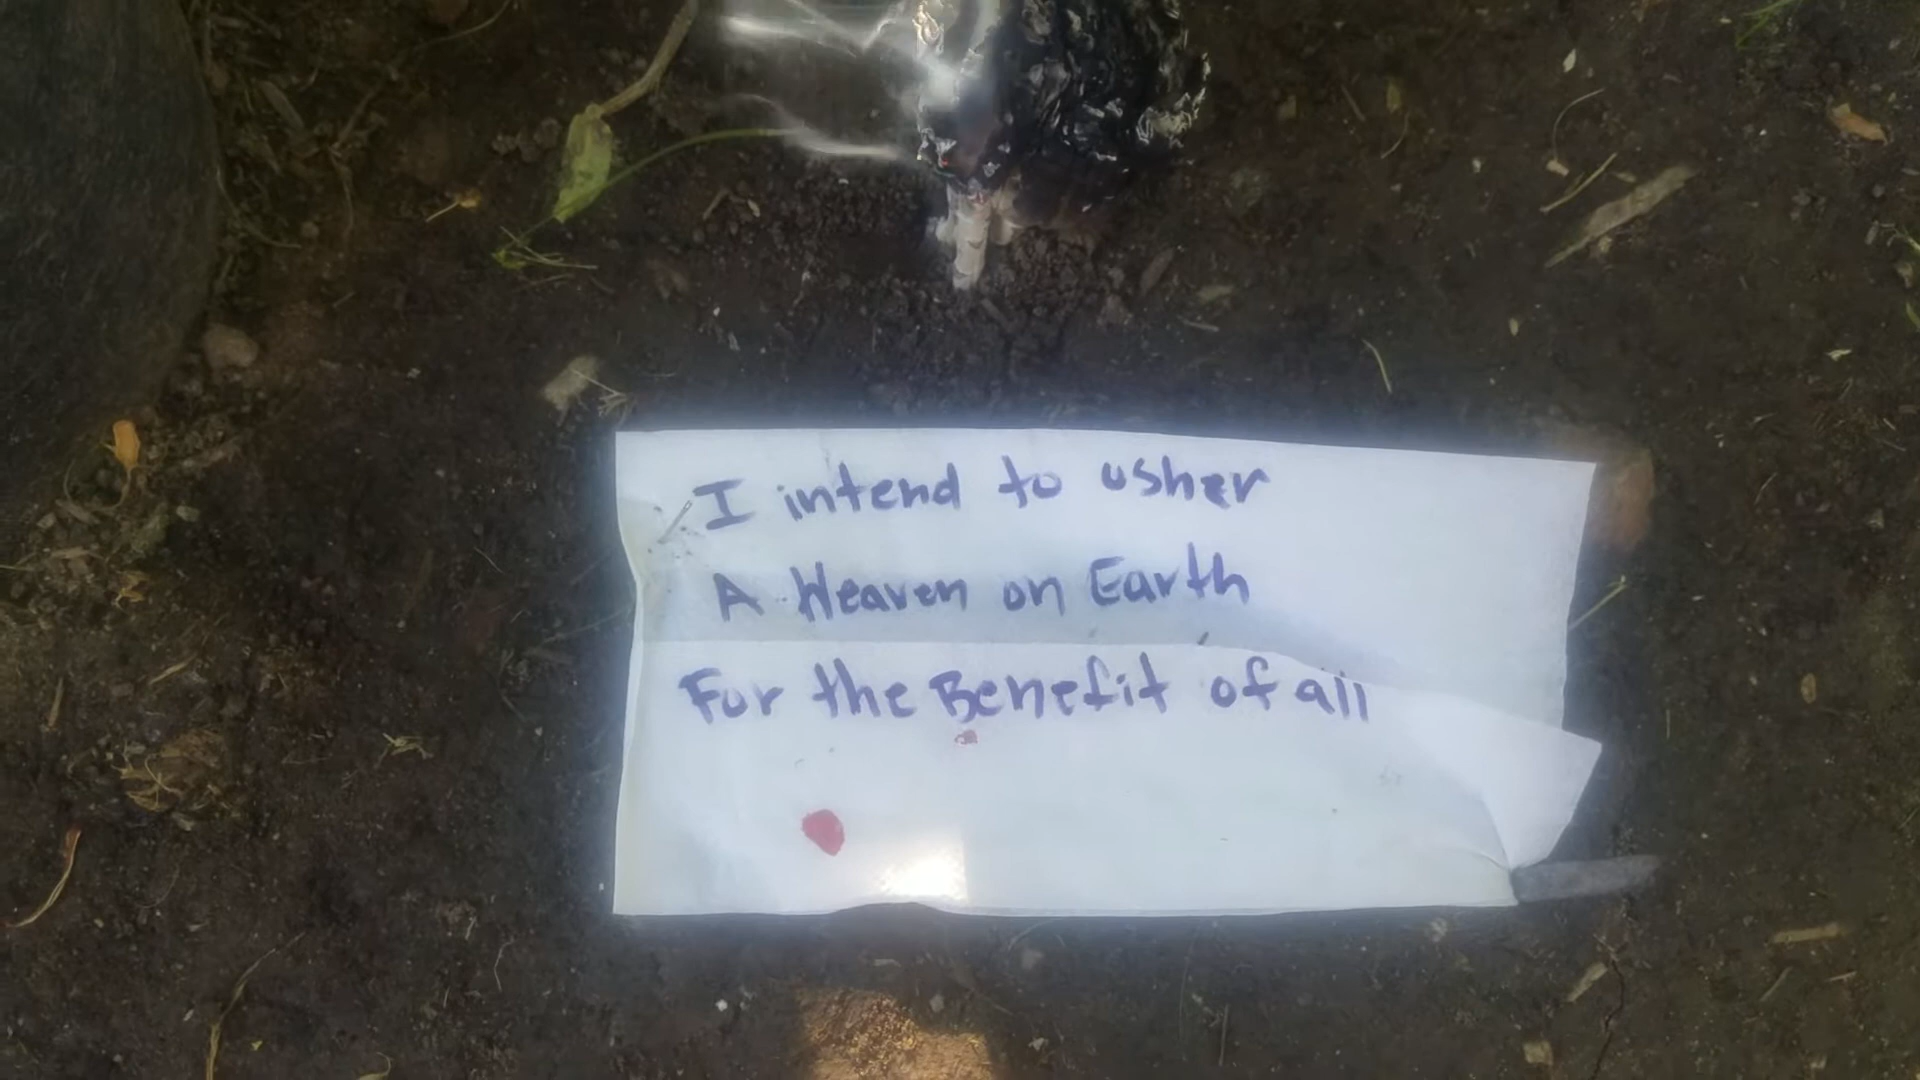 I intend to usher
A Heaven on Earth
For the Benefit of all